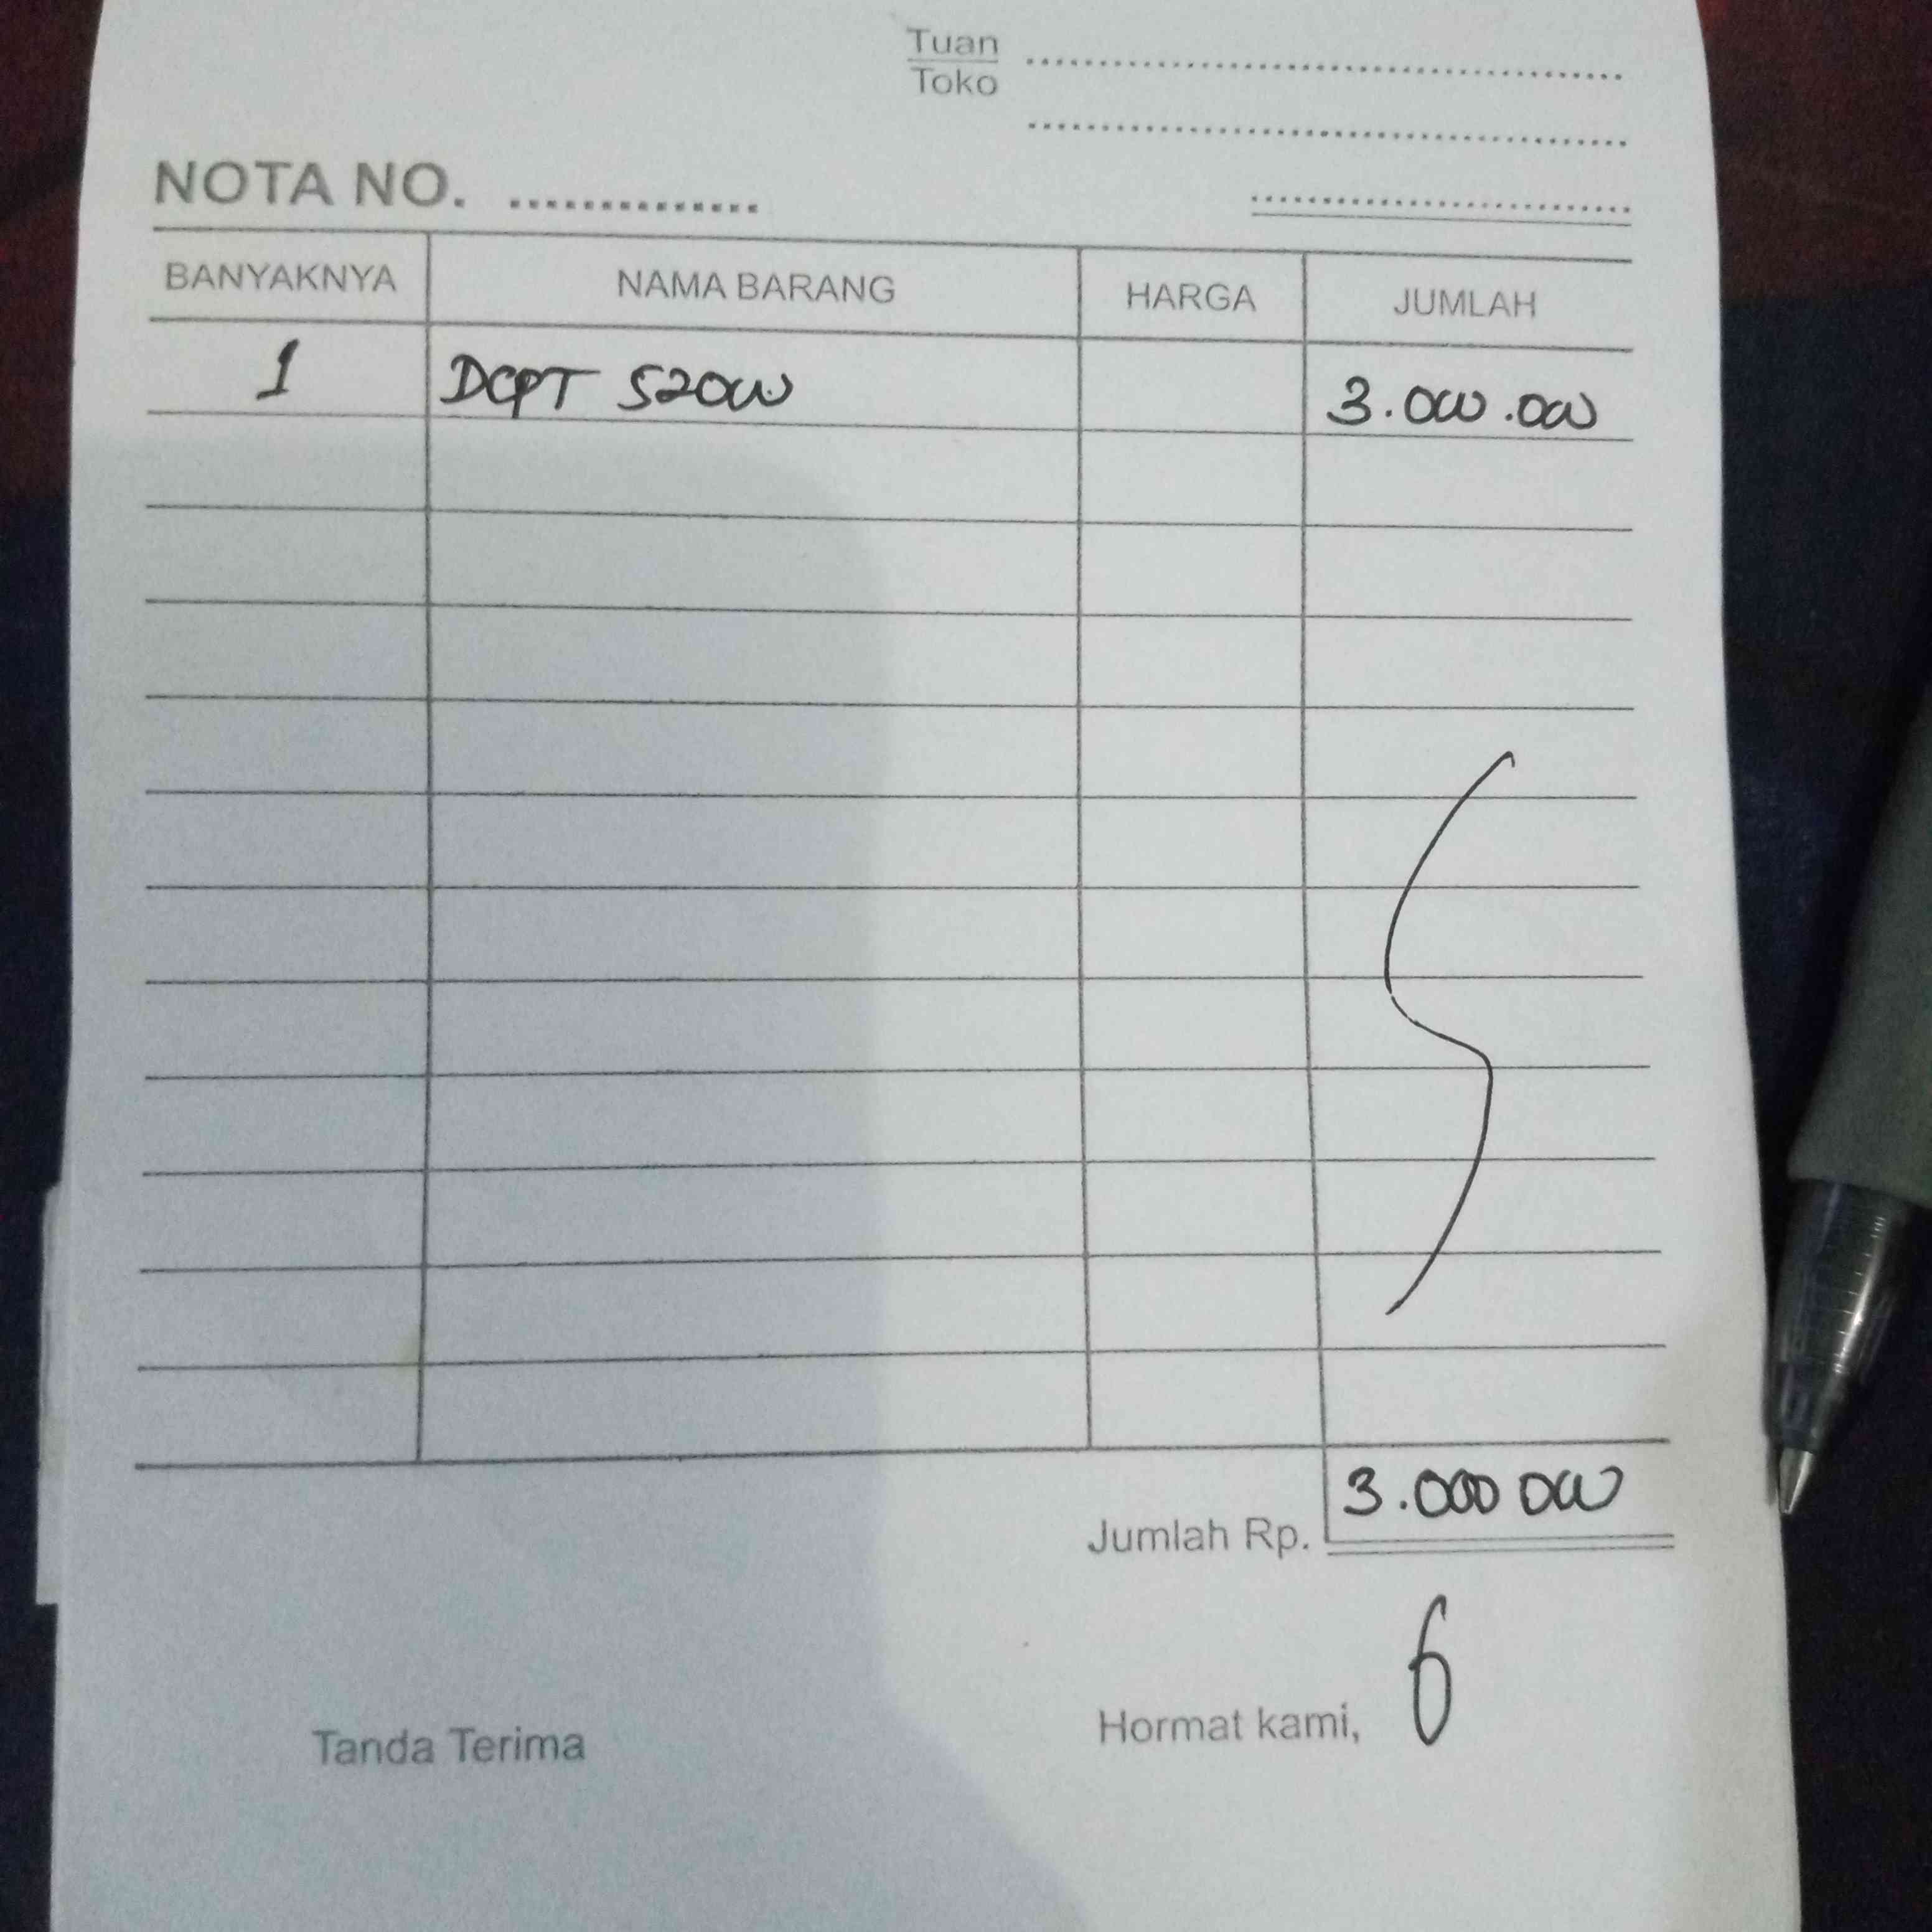 Tuan
Toko
NOTA NO.
BANYAKNYA NAMA BARANG HARGA JUMLAH
1 DCPT 520W 3.000.000
Jumlah Rp. 3.000 000
Hormat kami,
Tanda Terima